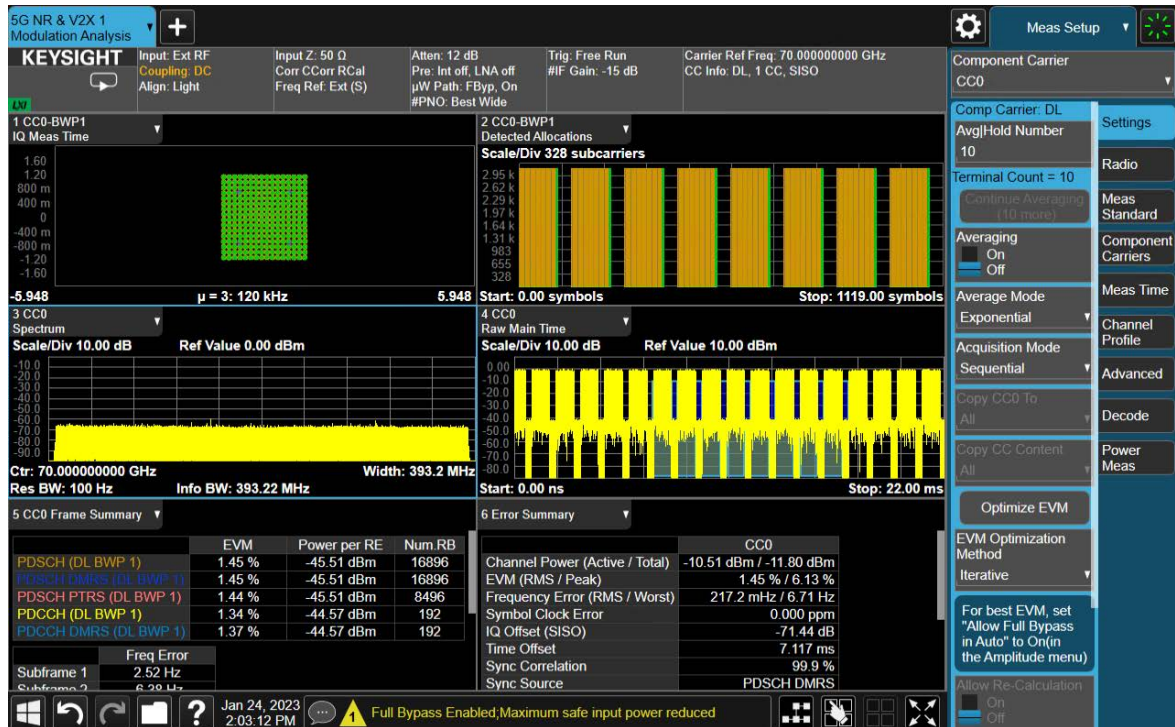 5G NR & V2X 1
Modulation Analysis
Meas Setup
KEYSIGHT
LXI
Input: Ext RF
Coupling: DC
Align: Light
Input Z: 50 Ω
Corr CCorr RCal
Freq Ref: Ext (S)
Atten: 12 dB
Pre: Int off, LNA off
µW Path: FByp, On
#PNO: Best Wide
Trig: Free Run
#IF Gain: -15 dB
Carrier Ref Freq: 70.000000000 GHz
CC Info: DL, 1 CC, SISO
1 CC0-BWP1
IQ Meas Time
1.60
1.20
800 m
400 m
0
-400 m
-800 m
-1.20
-1.60
-5.948 µ = 3: 120 kHz 5.948
2 CC0-BWP1
Detected Allocations
Scale/Div 328 subcarriers
2.95 k
2.62 k
2.29 k
1.97 k
1.64 k
1.31 k
983
655
328
Start: 0.00 symbols Stop: 1119.00 symbols
3 CC0
Spectrum
Scale/Div 10.00 dB Ref Value 0.00 dBm
-10.0
-20.0
-30.0
-40.0
-50.0
-60.0
-70.0
-80.0
-90.0
Ctr: 70.000000000 GHz Width: 393.2 MHz
Res BW: 100 Hz Info BW: 393.22 MHz
4 CC0
Raw Main Time
Scale/Div 10.00 dB Ref Value 10.00 dBm
0.00
-10.0
-20.0
-30.0
-40.0
-50.0
-60.0
-70.0
-80.0
Start: 0.00 ns Stop: 22.00 ms
5 CC0 Frame Summary
EVM Power per RE Num.RB
PDSCH (DL BWP 1) 1.45 % -45.51 dBm 16896
PDSCH DMRS (DL BWP 1) 1.45 % -45.51 dBm 16896
PDSCH PTRS (DL BWP 1) 1.44 % -45.51 dBm 8496
PDCCH (DL BWP 1) 1.34 % -44.57 dBm 192
PDCCH DMRS (DL BWP 1) 1.37 % -44.57 dBm 192
Freq Error
Subframe 1 2.52 Hz
Subframe 2 6.38 Hz
6 Error Summary
CC0
Channel Power (Active / Total) -10.51 dBm / -11.80 dBm
EVM (RMS / Peak) 1.45 % / 6.13 %
Frequency Error (RMS / Worst) 217.2 mHz / 6.71 Hz
Symbol Clock Error 0.000 ppm
IQ Offset (SISO) -71.44 dB
Time Offset 7.117 ms
Sync Correlation 99.9 %
Sync Source PDSCH DMRS
Component Carrier
CC0
Comp Carrier: DL
Avg|Hold Number
10
Terminal Count = 10
Continue Averaging
(10 more)
Averaging
On
Off
Average Mode
Exponential
Acquisition Mode
Sequential
Copy CC0 To
All
Copy CC Content
All
Optimize EVM
EVM Optimization
Method
Iterative
For best EVM, set
"Allow Full Bypass
in Auto" to On(in
the Amplitude menu)
Allow Re-Calculation
On
Off
Settings
Radio
Meas
Standard
Component
Carriers
Meas Time
Channel
Profile
Advanced
Decode
Power
Meas
?
Jan 24, 2023
2:03:12 PM
1
Full Bypass Enabled;Maximum safe input power reduced